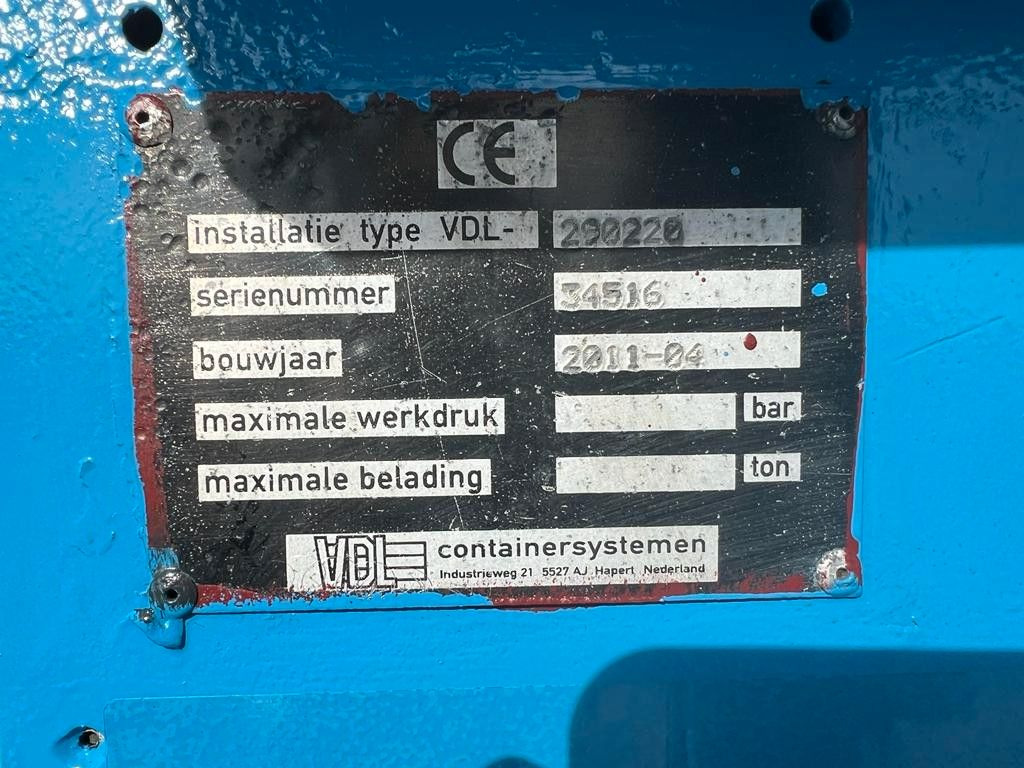 CE
installatie type VDL- 290220
serienummer 34516
bouwjaar 2011-04
maximale werkdruk bar
maximale belading ton
VDL containersystemen
Industrieweg 21 5527 AJ Hapert Nederland